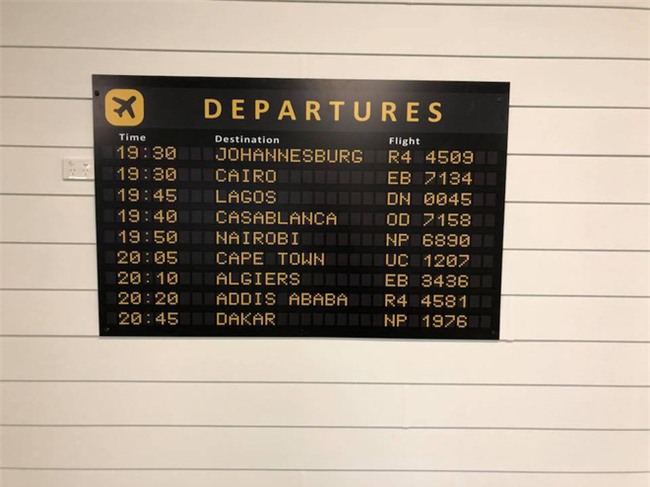 DEPARTURES
Time Destination Flight
19:30 JOHANNESBURG R4 4509
19:30 CAIRO EB 7134
19:45 LAGOS DN 0045
19:40 CASABLANCA OD 7158
19:50 NAIROBI NP 6890
20:05 CAPE TOWN UC 1207
20:10 ALGIERS EB 3436
20:20 ADDIS ABABA R4 4581
20:45 DAKAR NP 1976